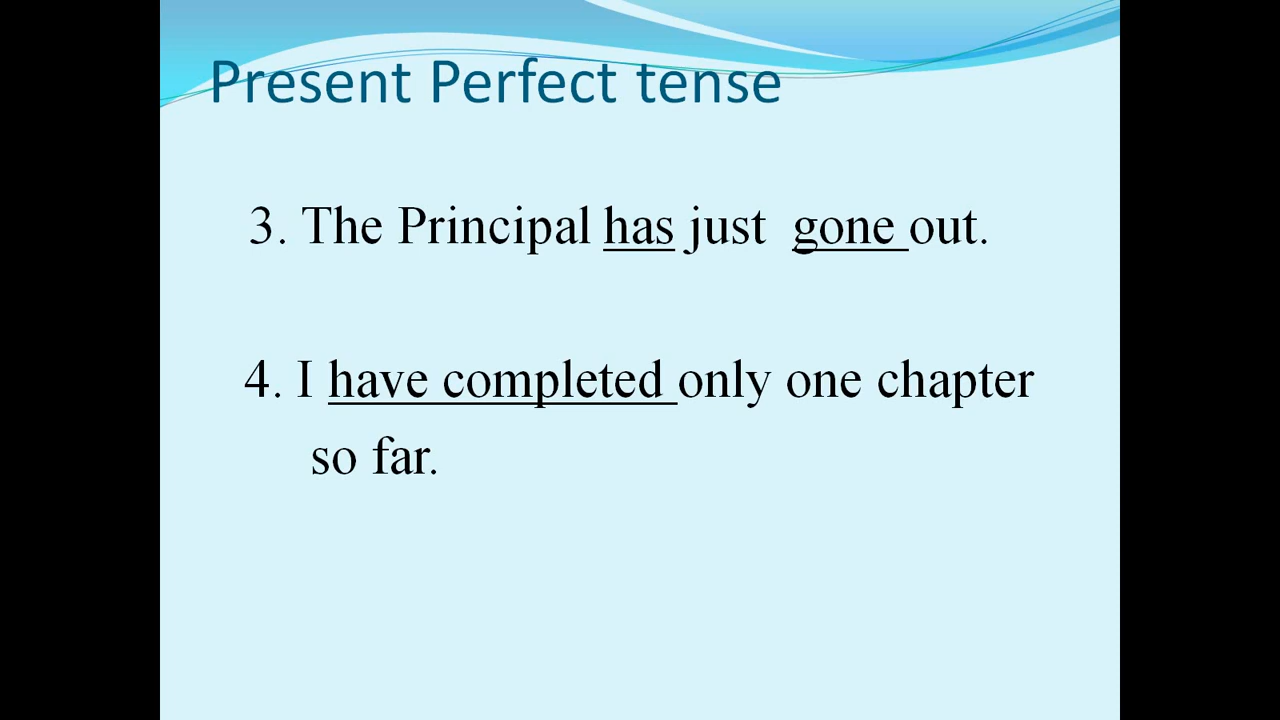 Present Perfect tense
3. The Principal has just gone out.
4. I have completed only one chapter
so far.